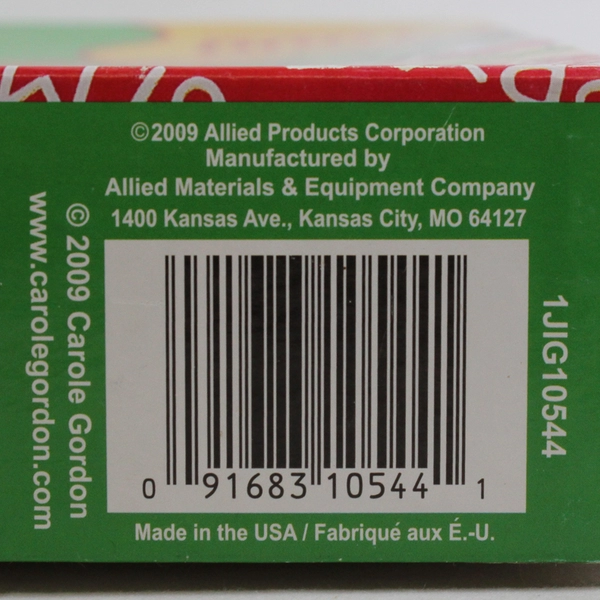 ©2009 Allied Products Corporation
Manufactured by
Allied Materials & Equipment Company
1400 Kansas Ave., Kansas City, MO 64127
© 2009 Carole Gordon
www.carolegordon.com
1JIG10544
0 91683 10544 1
Made in the USA / Fabriqué aux É.-U.